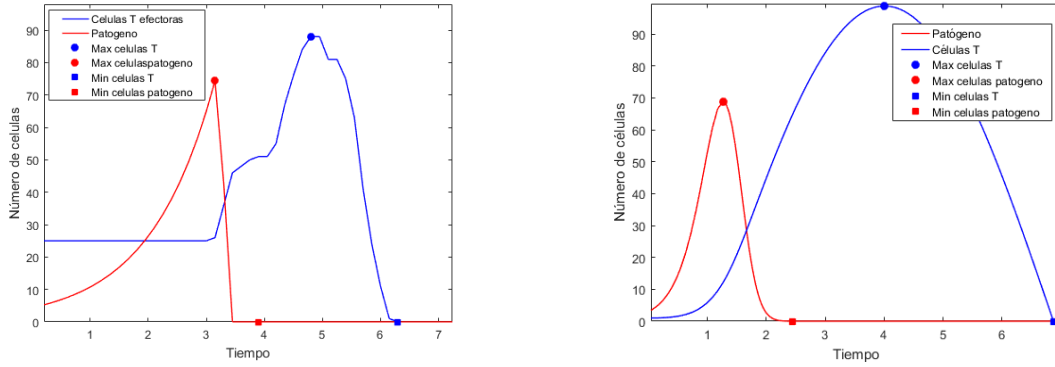 Celulas T efectoras
Patogeno
Max celulas T
Max celulaspatogeno
Min celulas T
Min celulas patogeno
Número de celulas
0
10
20
30
40
50
60
70
80
90
1 2 3 4 5 6 7
Tiempo
Patógeno
Células T
Max celulas T
Max celulas patogeno
Min celulas T
Min celulas patogeno
Número de células
0
10
20
30
40
50
60
70
80
90
1 2 3 4 5 6
Tiempo